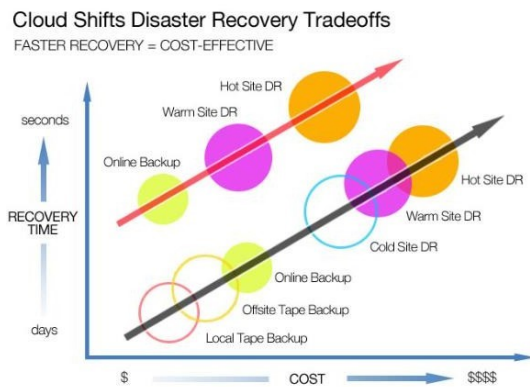 Cloud Shifts Disaster Recovery Tradeoffs
FASTER RECOVERY = COST-EFFECTIVE
Hot Site DR
Warm Site DR
Online Backup
seconds
RECOVERY
TIME
days
Hot Site DR
Warm Site DR
Cold Site DR
Online Backup
Offsite Tape Backup
Local Tape Backup
$
COST
$$$$